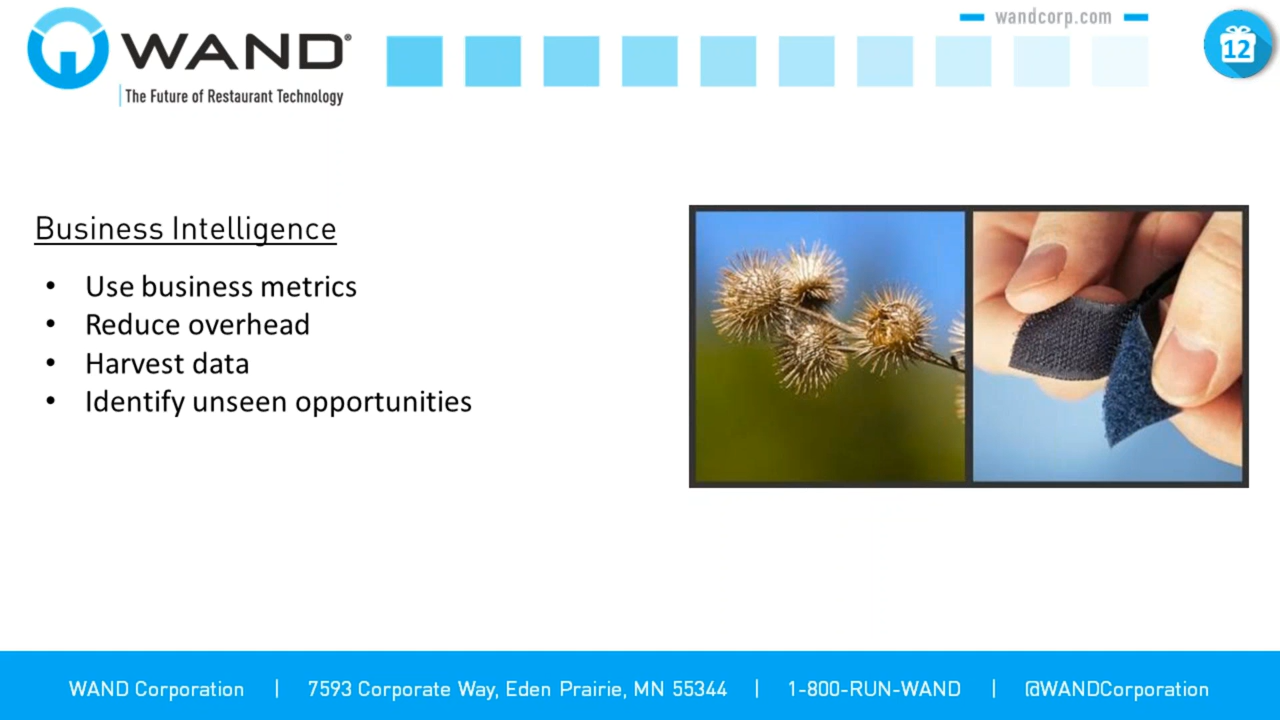 wandcorp.com
WAND®
The Future of Restaurant Technology
12
Business Intelligence
• Use business metrics
• Reduce overhead
• Harvest data
• Identify unseen opportunities
WAND Corporation | 7593 Corporate Way, Eden Prairie, MN 55344 | 1-800-RUN-WAND | @WANDCorporation